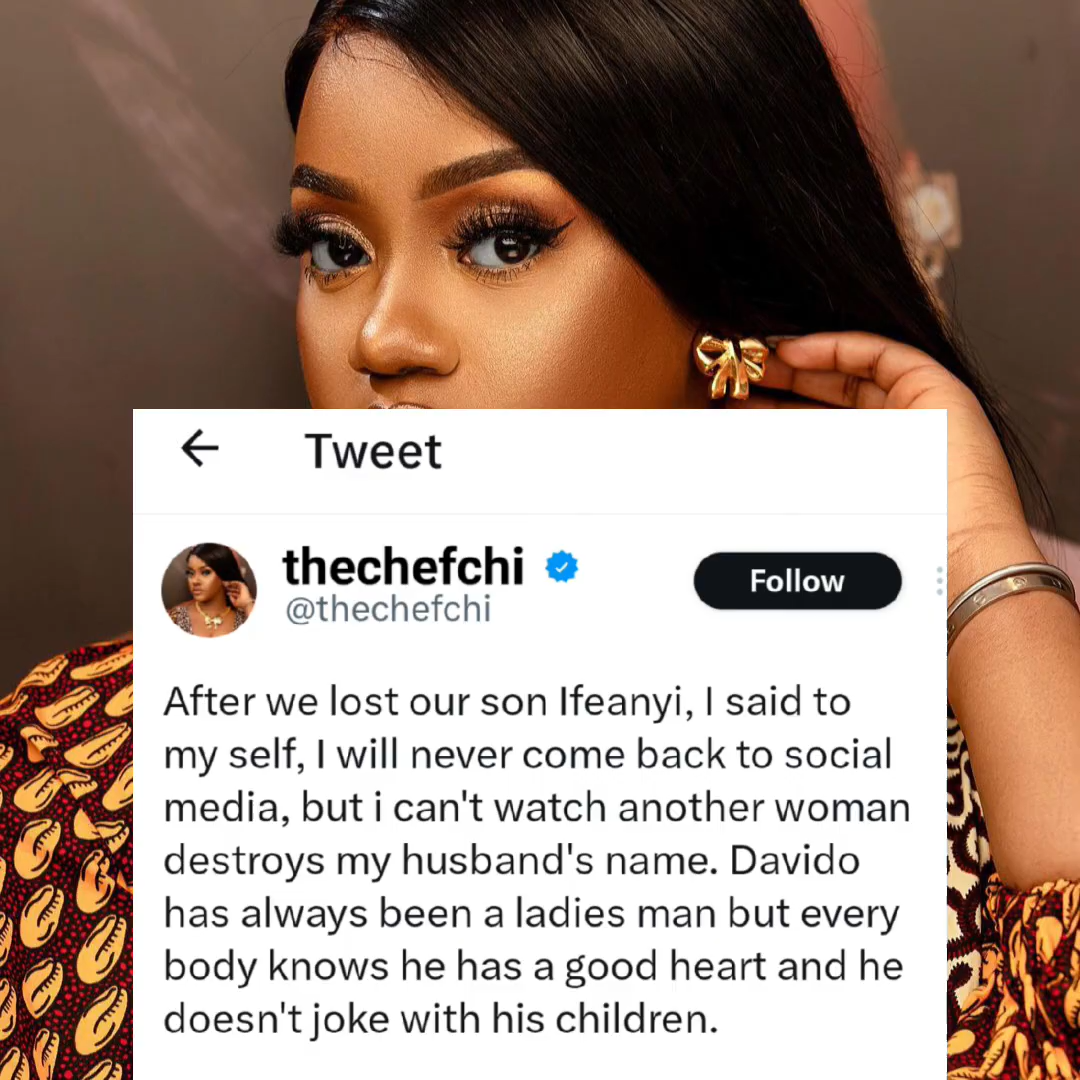 Tweet
thechefchi
@thechefchi
Follow
After we lost our son Ifeanyi, I said to
my self, I will never come back to social
media, but i can't watch another woman
destroys my husband's name. Davido
has always been a ladies man but every
body knows he has a good heart and he
doesn't joke with his children.